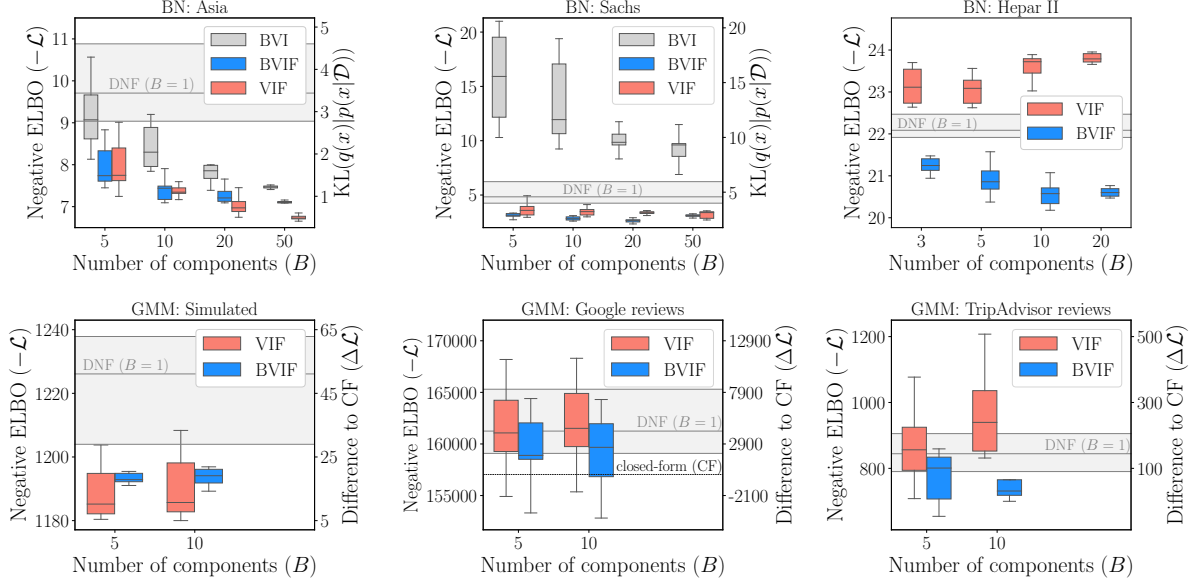 BN: Asia
Negative ELBO (−ℒ)
11
10
9
8
7
5
4
3
2
1
KL(q(x)|p(x|𝒟)
DNF (B = 1)
BVI
BVIF
VIF
5
10
20
50
Number of components (B)
BN: Sachs
Negative ELBO (−ℒ)
20
15
10
5
20
15
10
5
KL(q(x)|p(x|𝒟)
DNF (B = 1)
BVI
BVIF
VIF
5
10
20
50
Number of components (B)
BN: Hepar II
Negative ELBO (−ℒ)
24
23
22
21
20
DNF (B = 1)
VIF
BVIF
3
5
10
20
Number of components (B)
GMM: Simulated
Negative ELBO (−ℒ)
1240
1220
1200
1180
65
55
45
35
25
15
5
Difference to CF (Δℒ)
DNF (B = 1)
VIF
BVIF
5
10
Number of components (B)
GMM: Google reviews
Negative ELBO (−ℒ)
170000
165000
160000
155000
12900
7900
2900
-2100
Difference to CF (Δℒ)
DNF (B = 1)
closed-form (CF)
VIF
BVIF
5
10
Number of components (B)
GMM: TripAdvisor reviews
Negative ELBO (−ℒ)
1200
1000
800
500
300
100
-100
Difference to CF (Δℒ)
DNF (B = 1)
VIF
BVIF
5
10
Number of components (B)